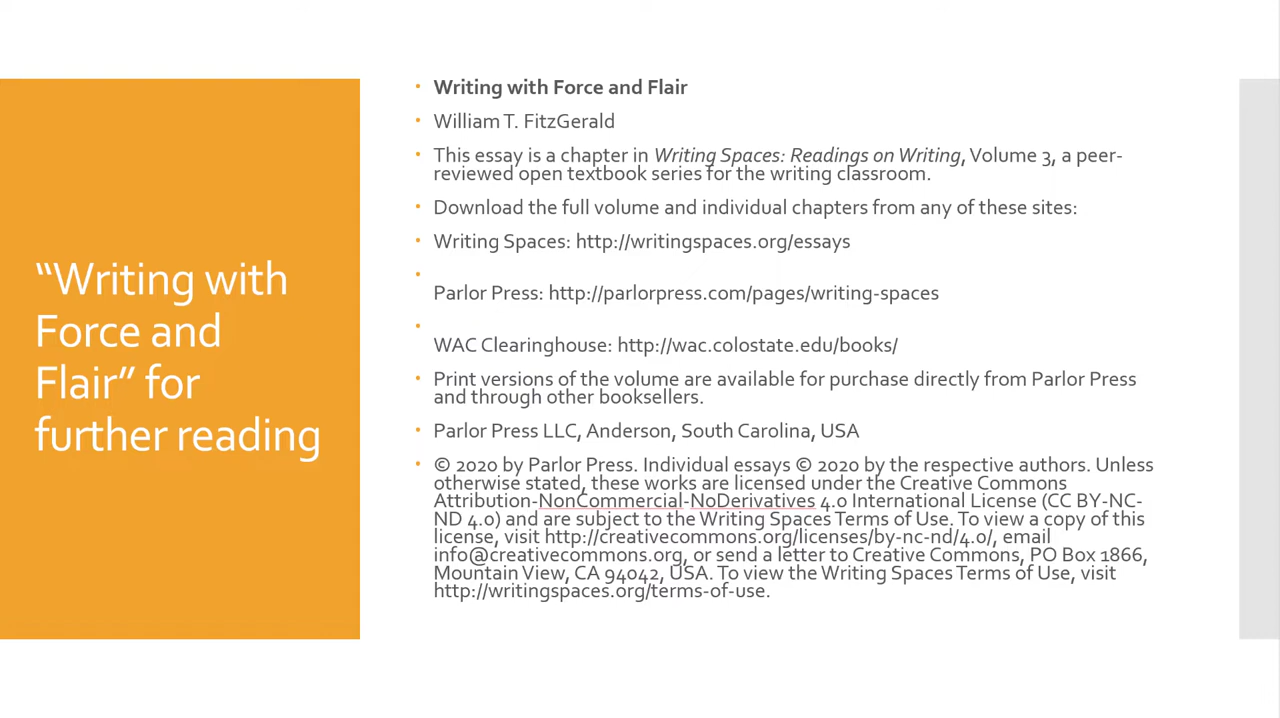 “Writing with
Force and
Flair” for
further reading
• Writing with Force and Flair
• William T. FitzGerald
• This essay is a chapter in Writing Spaces: Readings on Writing, Volume 3, a peer-
reviewed open textbook series for the writing classroom.
• Download the full volume and individual chapters from any of these sites:
• Writing Spaces: http://writingspaces.org/essays
•
Parlor Press: http://parlorpress.com/pages/writing-spaces
•
WAC Clearinghouse: http://wac.colostate.edu/books/
• Print versions of the volume are available for purchase directly from Parlor Press
and through other booksellers.
• Parlor Press LLC, Anderson, South Carolina, USA
• © 2020 by Parlor Press. Individual essays © 2020 by the respective authors. Unless
otherwise stated, these works are licensed under the Creative Commons
Attribution-NonCommercial-NoDerivatives 4.0 International License (CC BY-NC-
ND 4.0) and are subject to the Writing Spaces Terms of Use. To view a copy of this
license, visit http://creativecommons.org/licenses/by-nc-nd/4.0/, email
info@creativecommons.org, or send a letter to Creative Commons, PO Box 1866,
Mountain View, CA 94042, USA. To view the Writing Spaces Terms of Use, visit
http://writingspaces.org/terms-of-use.